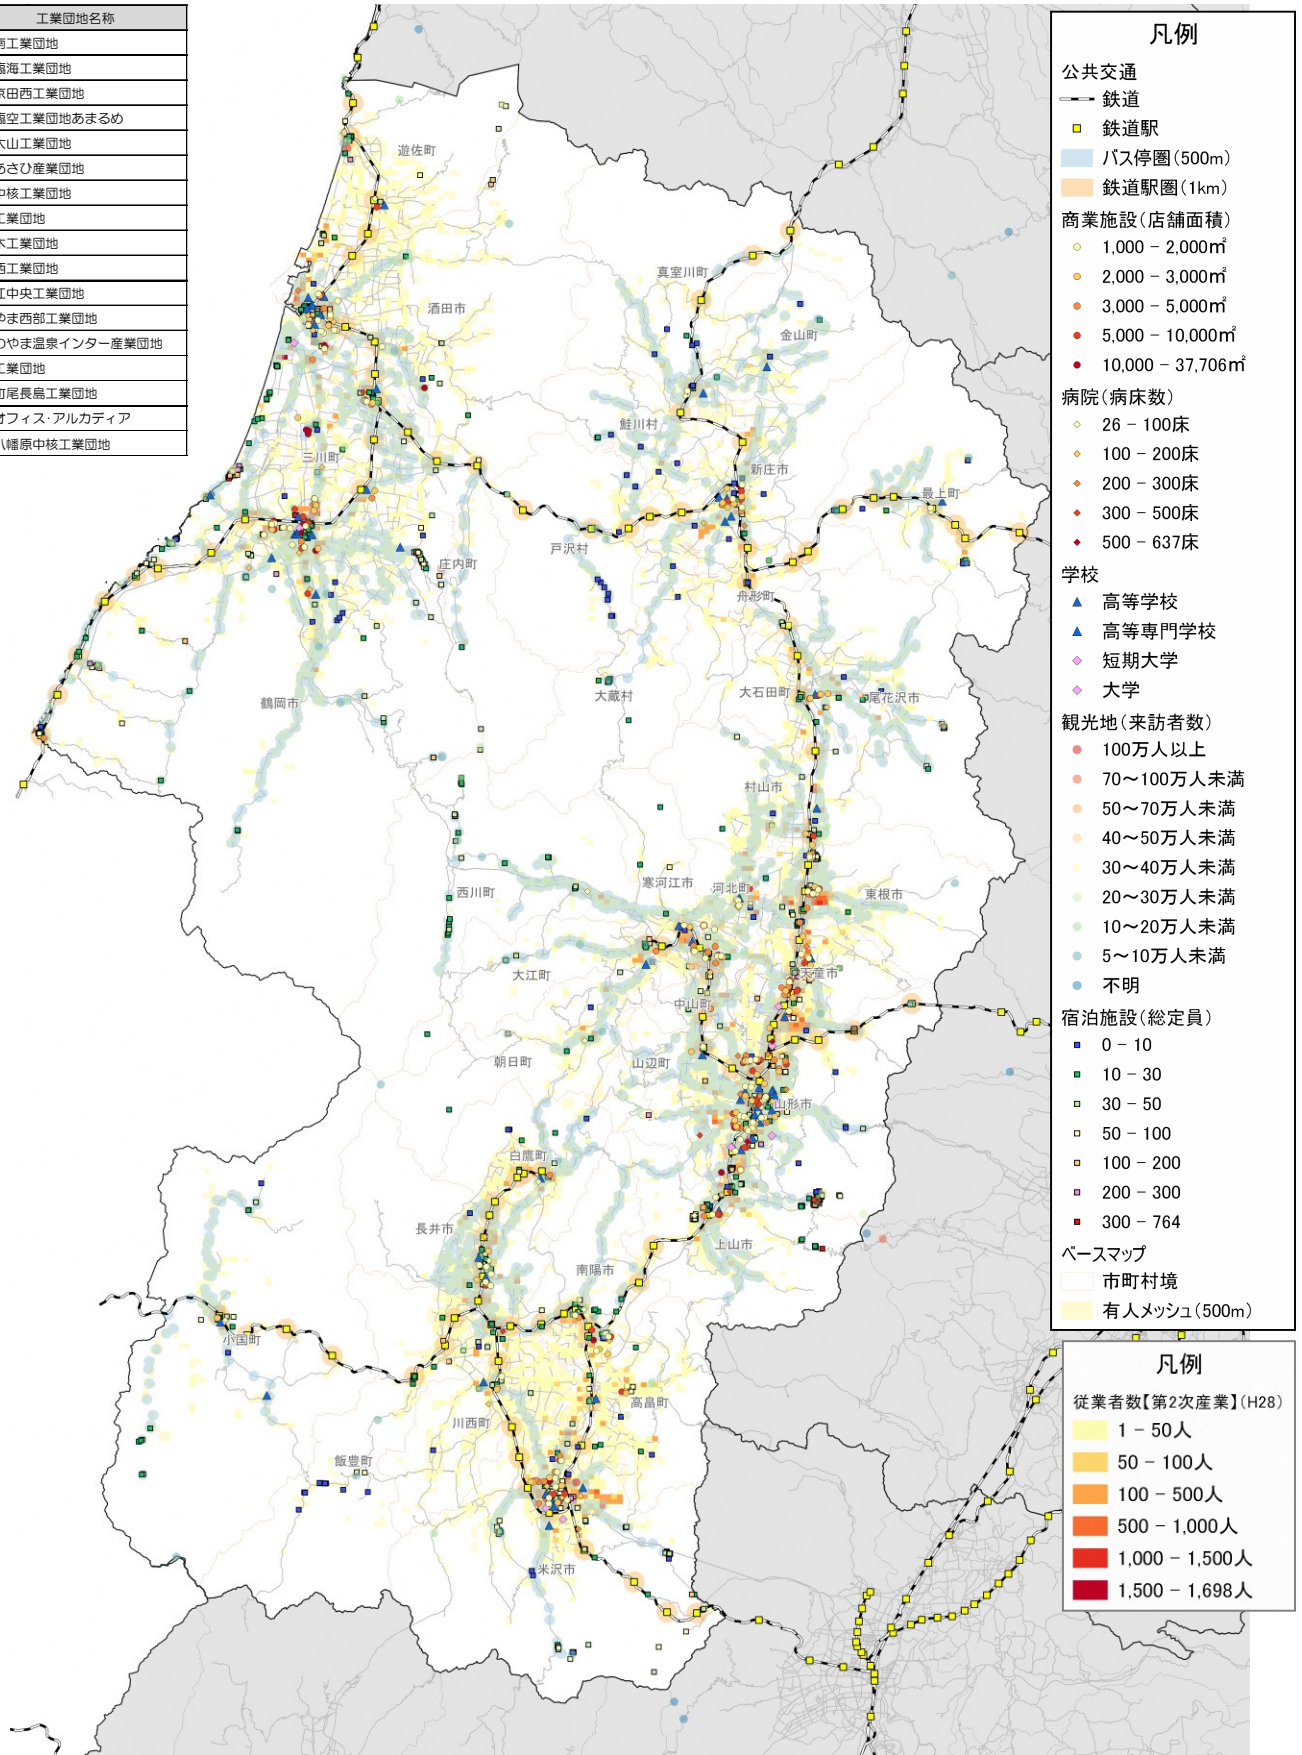 工業団地名称
南工業団地
臨海工業団地
京田西工業団地
臨空工業団地あまるめ
大山工業団地
あさひ産業団地
中核工業団地
工業団地
木工業団地
西工業団地
江中央工業団地
やま西部工業団地
のやま温泉インター産業団地
工業団地
町尾長島工業団地
オフィス・アルカディア
八幡原中核工業団地
遊佐町
酒田市
真室川町
金山町
鮭川村
三川町
新庄市
最上町
戸沢村
庄内町
舟形町
鶴岡市
大蔵村
大石田町
尾花沢市
村山市
西川町
寒河江市
河北町
東根市
大江町
天童市
中山町
朝日町
山辺町
山形市
白鷹町
長井市
上山市
南陽市
小国町
高畠町
川西町
飯豊町
米沢市
凡例
公共交通
鉄道
鉄道駅
バス停圏(500m)
鉄道駅圏(1km)
商業施設(店舗面積)
1,000 - 2,000㎡
2,000 - 3,000㎡
3,000 - 5,000㎡
5,000 - 10,000㎡
10,000 - 37,706㎡
病院(病床数)
26 - 100床
100 - 200床
200 - 300床
300 - 500床
500 - 637床
学校
高等学校
高等専門学校
短期大学
大学
観光地(来訪者数)
100万人以上
70～100万人未満
50～70万人未満
40～50万人未満
30～40万人未満
20～30万人未満
10～20万人未満
5～10万人未満
不明
宿泊施設(総定員)
0 - 10
10 - 30
30 - 50
50 - 100
100 - 200
200 - 300
300 - 764
ベースマップ
市町村境
有人メッシュ(500m)
凡例
従業者数【第2次産業】(H28)
1 - 50人
50 - 100人
100 - 500人
500 - 1,000人
1,000 - 1,500人
1,500 - 1,698人